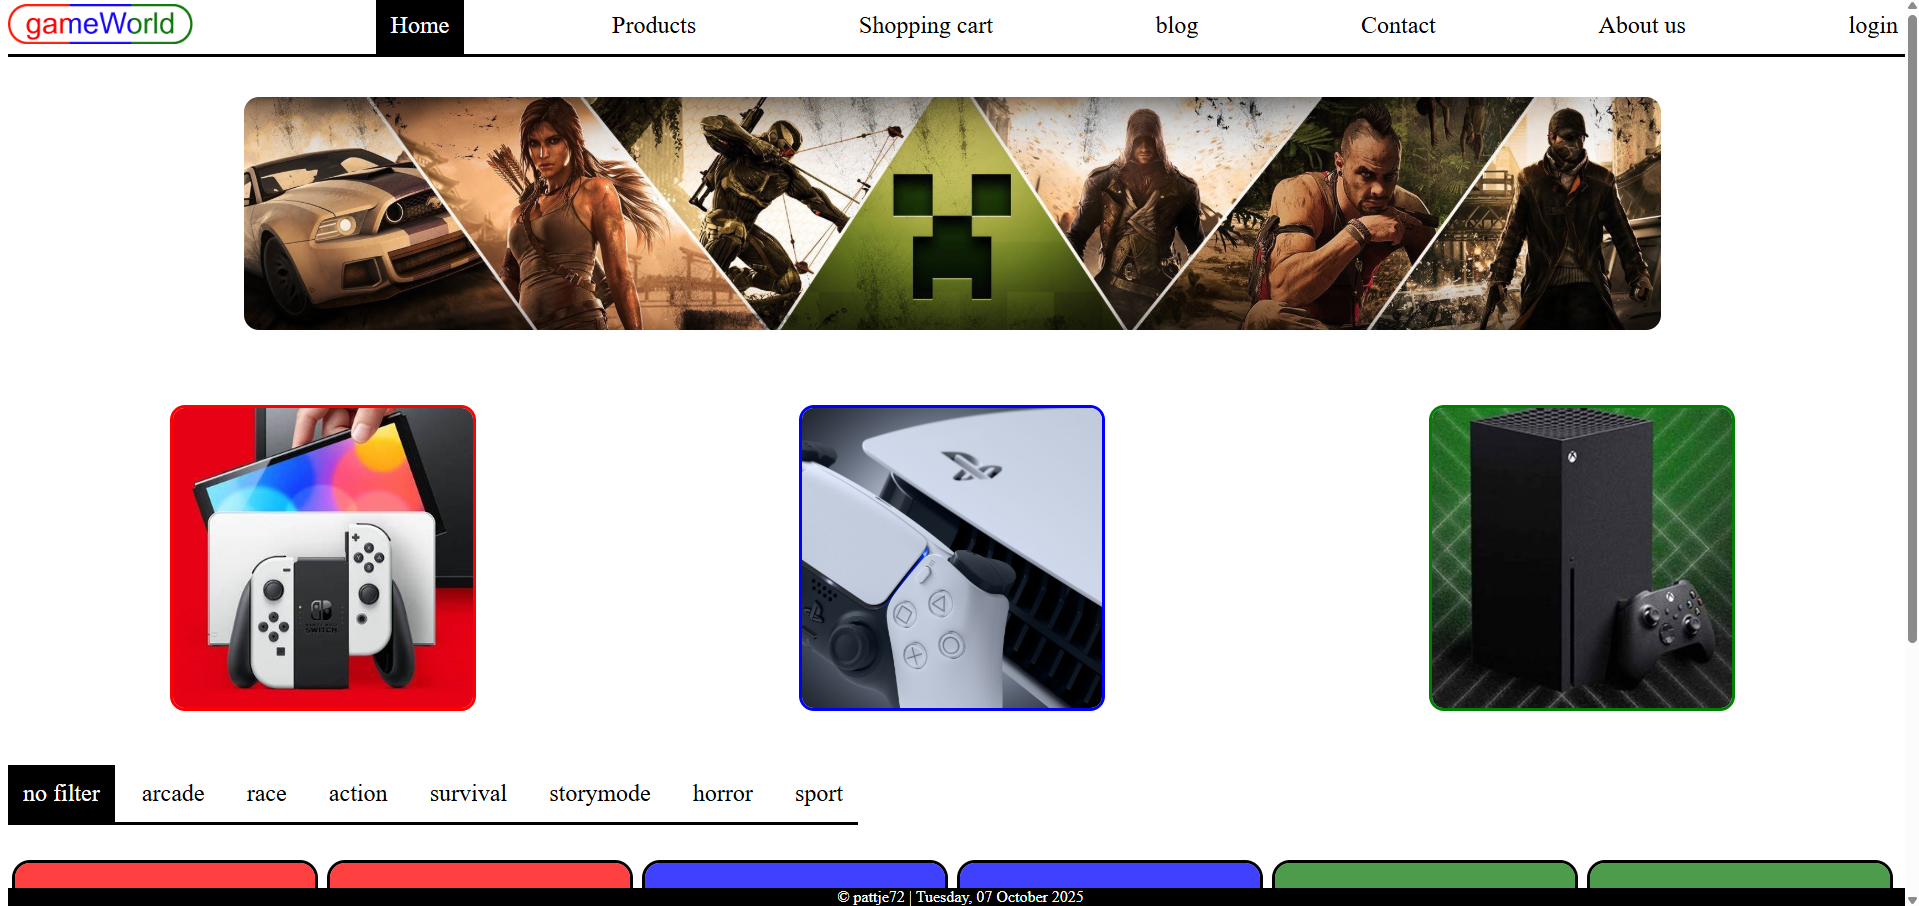 gameWorld
Home
Products
Shopping cart
blog
Contact
About us
login
SWITCH
no filter
arcade
race
action
survival
storymode
horror
sport
© pattje72 | Tuesday, 07 October 2025